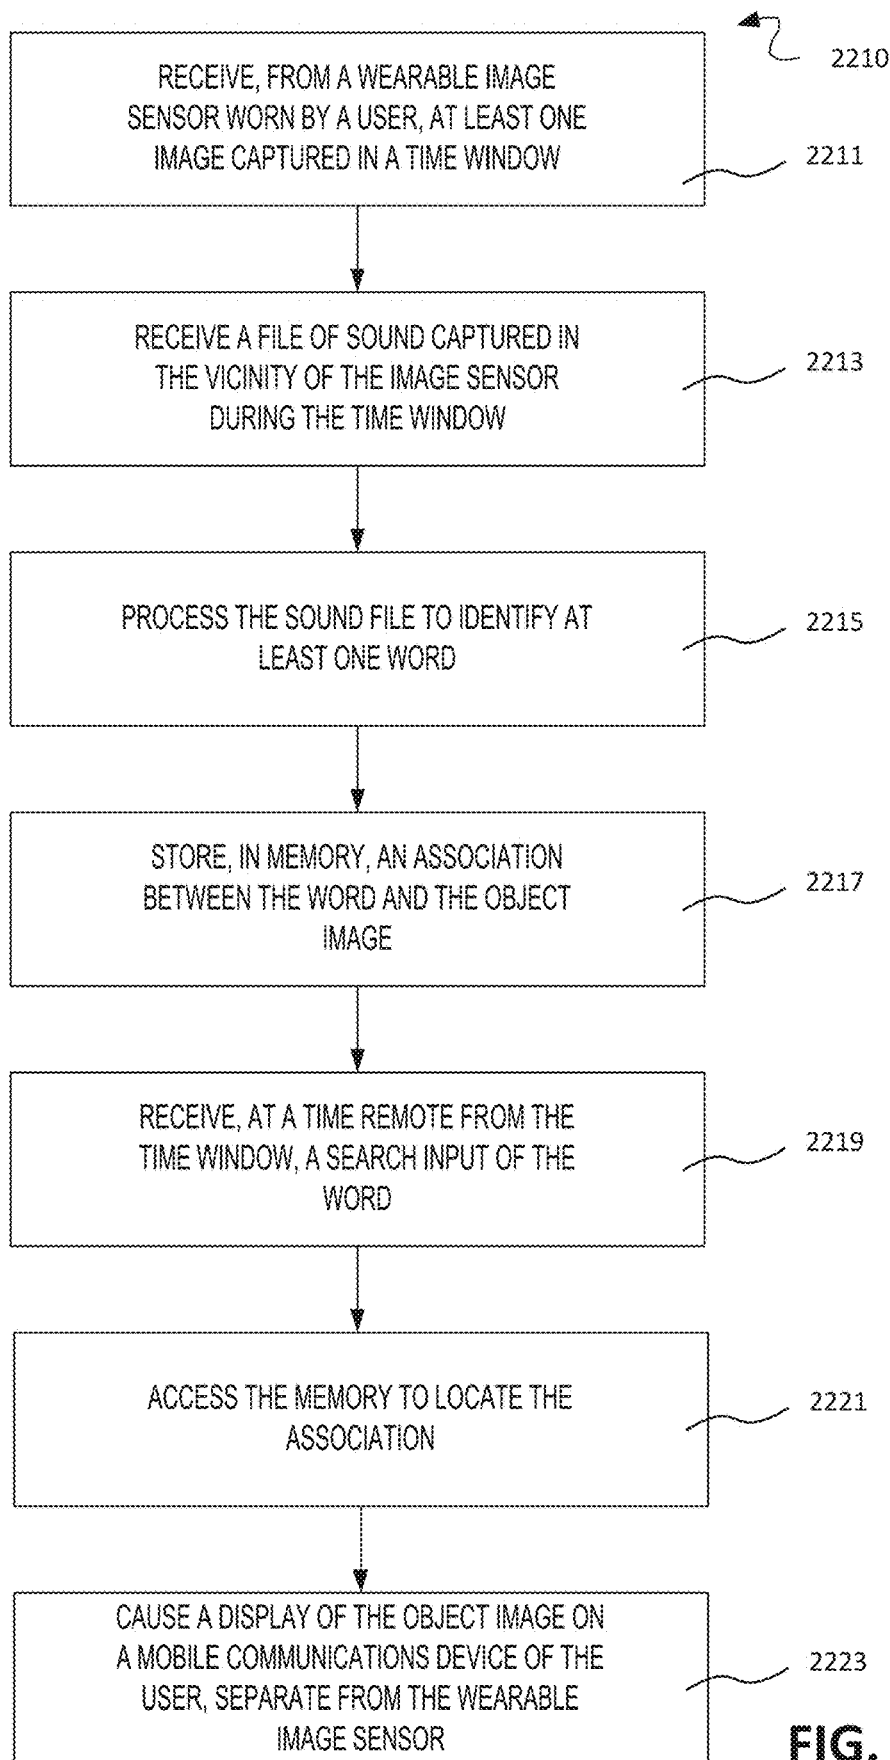 2210
RECEIVE, FROM A WEARABLE IMAGE
SENSOR WORN BY A USER, AT LEAST ONE
IMAGE CAPTURED IN A TIME WINDOW
2211
RECEIVE A FILE OF SOUND CAPTURED IN
THE VICINITY OF THE IMAGE SENSOR
DURING THE TIME WINDOW
2213
PROCESS THE SOUND FILE TO IDENTIFY AT
LEAST ONE WORD
2215
STORE, IN MEMORY, AN ASSOCIATION
BETWEEN THE WORD AND THE OBJECT
IMAGE
2217
RECEIVE, AT A TIME REMOTE FROM THE
TIME WINDOW, A SEARCH INPUT OF THE
WORD
2219
ACCESS THE MEMORY TO LOCATE THE
ASSOCIATION
2221
CAUSE A DISPLAY OF THE OBJECT IMAGE ON
A MOBILE COMMUNICATIONS DEVICE OF THE
USER, SEPARATE FROM THE WEARABLE
IMAGE SENSOR
2223
FIG.